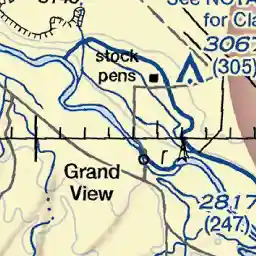 See NOTA
for Cla
3067
(305)
stock
pens
r
Grand
View
2817
(247)